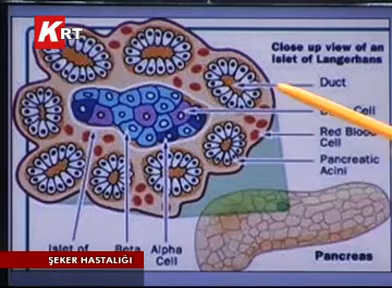 KRT
Close up view of an
Islet of Langerhans
Duct
Cell
Red Blood
Cell
Pancreatic
Acini
Islet of
Beta
Alpha
Cell
Pancreas
ŞEKER HASTALIĞI